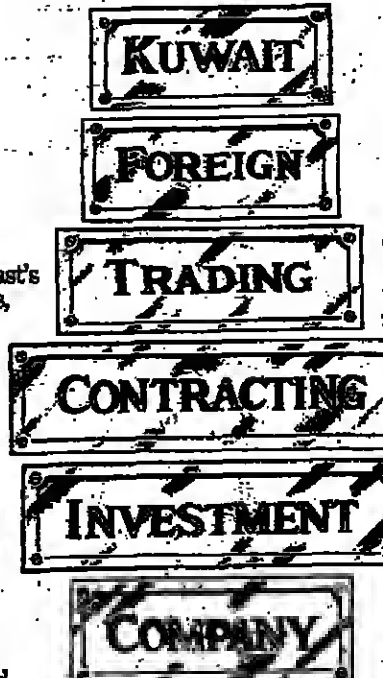 KUWAIT
FOREIGN
TRADING
CONTRACTING
INVESTMENT
COMPANY